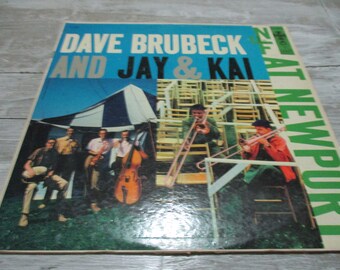 DAVE BRUBECK
AND JAY & KAI
AT NEWPORT